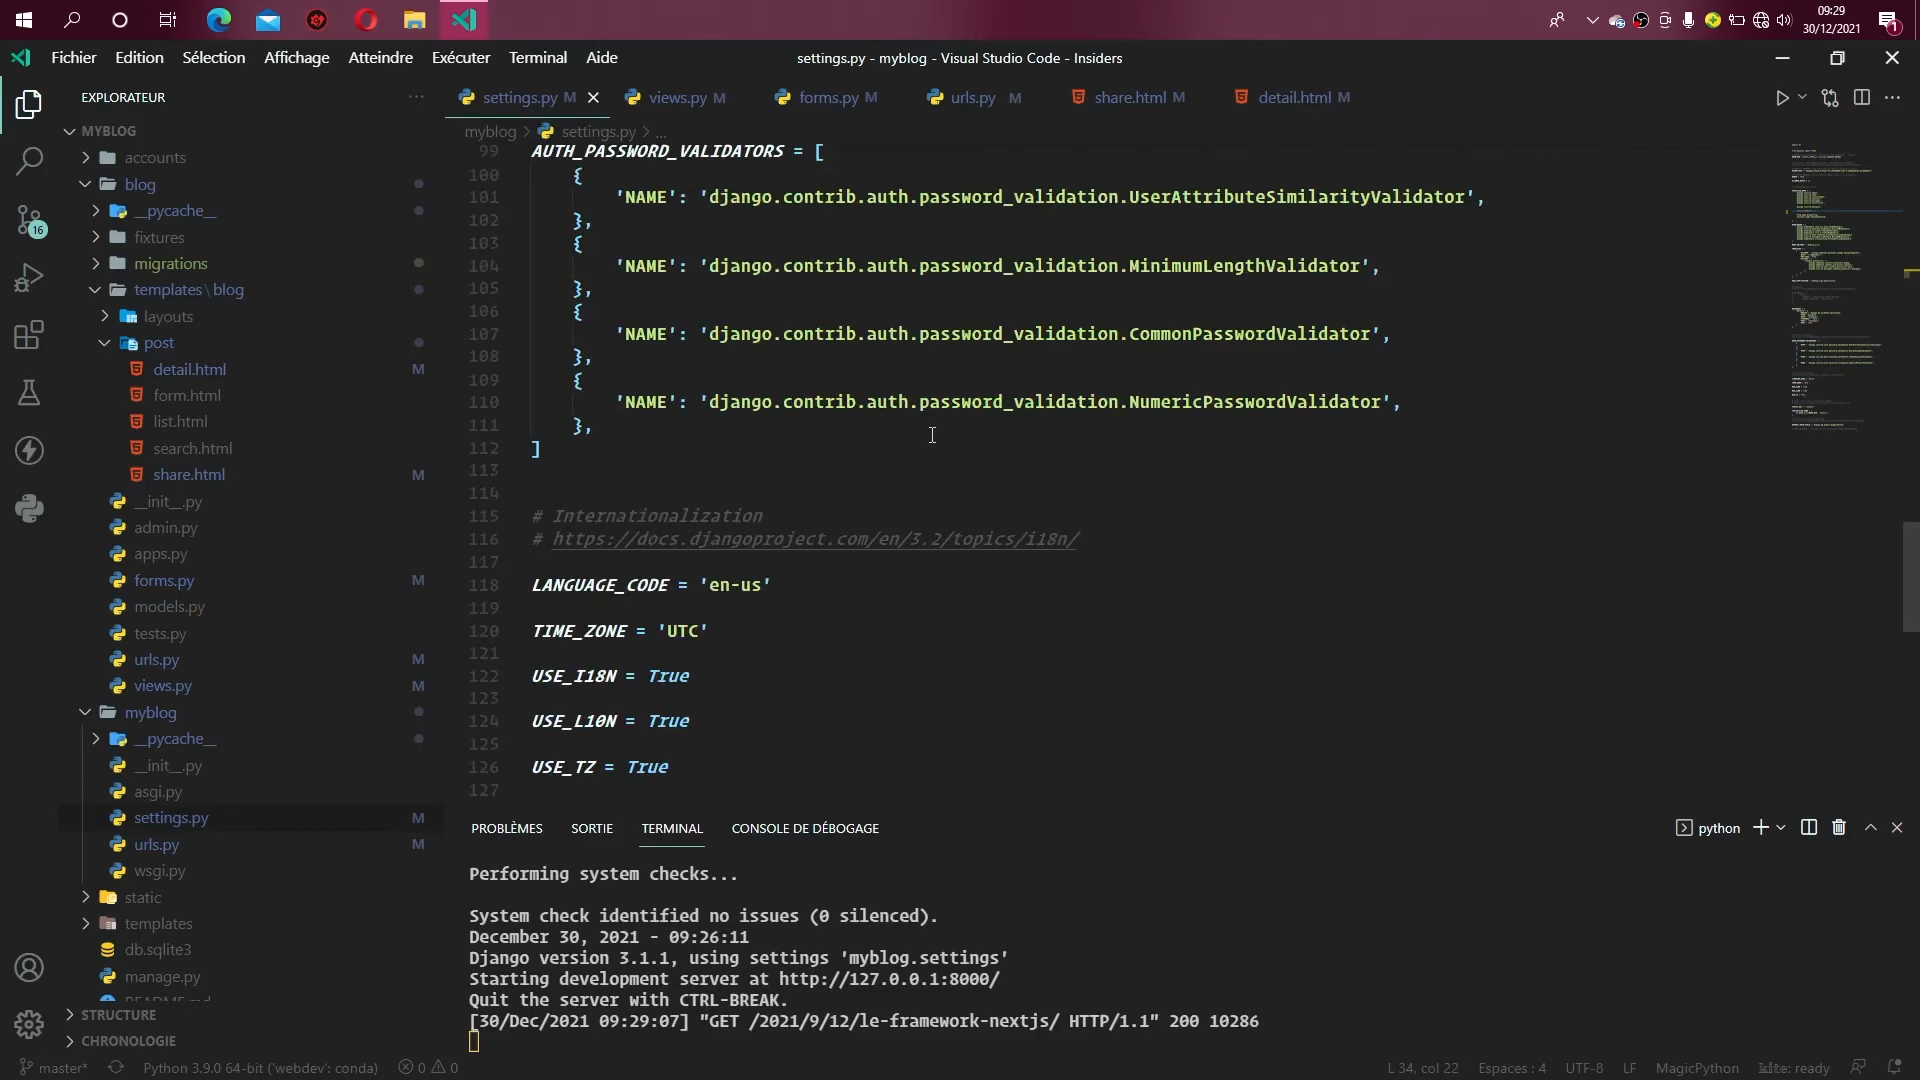 09:29
30/12/2021
1
Fichier Edition Sélection Affichage Atteindre Exécuter Terminal Aide
settings.py - myblog - Visual Studio Code - Insiders
EXPLORATEUR
settings.py M
views.py M
forms.py M
urls.py M
share.html M
detail.html M
myblog > settings.py > ...
MYBLOG
accounts
blog
__pycache__
fixtures
migrations
templates\blog
layouts
post
detail.html M
form.html
list.html
search.html
share.html M
__init__.py
admin.py
apps.py
forms.py M
models.py
tests.py
urls.py M
views.py M
myblog
__pycache__
__init__.py
asgi.py
settings.py M
urls.py M
wsgi.py
static
templates
db.sqlite3
manage.py
README.md
STRUCTURE
CHRONOLOGIE
16
99 AUTH_PASSWORD_VALIDATORS = [
100 {
101 'NAME': 'django.contrib.auth.password_validation.UserAttributeSimilarityValidator',
102 },
103 {
104 'NAME': 'django.contrib.auth.password_validation.MinimumLengthValidator',
105 },
106 {
107 'NAME': 'django.contrib.auth.password_validation.CommonPasswordValidator',
108 },
109 {
110 'NAME': 'django.contrib.auth.password_validation.NumericPasswordValidator',
111 },
112 ]
113
114
115 # Internationalization
116 # https://docs.djangoproject.com/en/3.2/topics/i18n/
117
118 LANGUAGE_CODE = 'en-us'
119
120 TIME_ZONE = 'UTC'
121
122 USE_I18N = True
123
124 USE_L10N = True
125
126 USE_TZ = True
127
PROBLÈMES SORTIE TERMINAL CONSOLE DE DÉBOGAGE
python
Performing system checks...
System check identified no issues (0 silenced).
December 30, 2021 - 09:26:11
Django version 3.1.1, using settings 'myblog.settings'
Starting development server at http://127.0.0.1:8000/
Quit the server with CTRL-BREAK.
[30/Dec/2021 09:29:07] "GET /2021/9/12/le-framework-nextjs/ HTTP/1.1" 200 10286
master* Python 3.9.0 64-bit ('webdev': conda) 0 0
L 34, col 22 Espaces : 4 UTF-8 LF MagicPython kite: ready